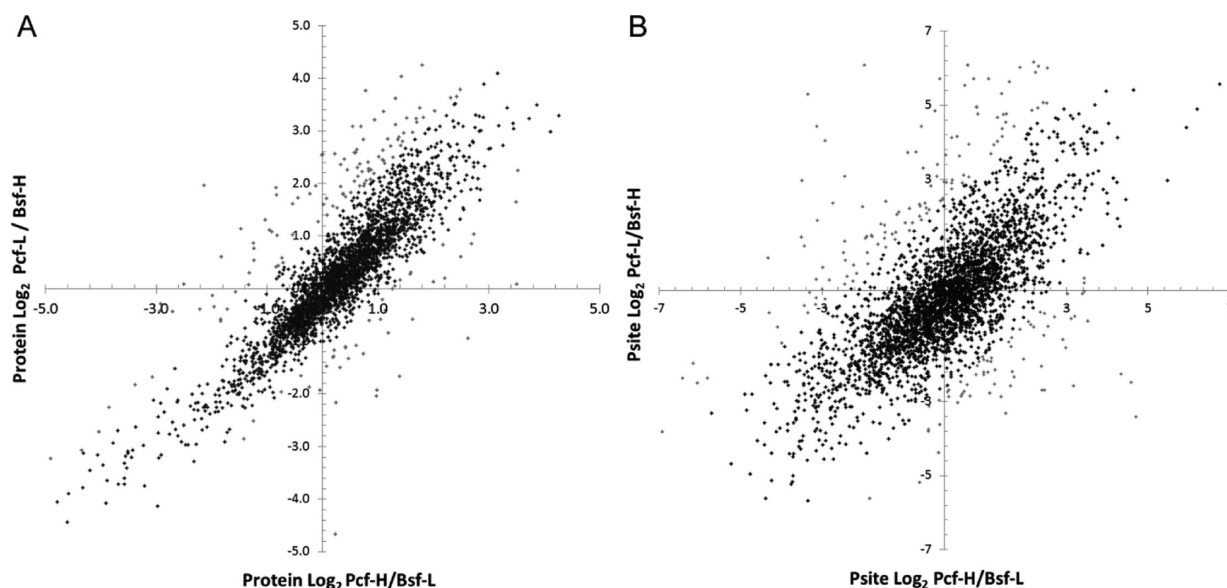 A
5.0
4.0
3.0
2.0
1.0
-5.0 -3.0 -1.0 1.0 3.0 5.0
-2.0
-3.0
-4.0
-5.0
Protein Log2 Pcf-L / Bsf-H
Protein Log2 Pcf-H/Bsf-L
B
7
5
3
-7 3 5
-3
-5
-7
Psite Log2 Pcf-L/Bsf-H
Psite Log2 Pcf-H/Bsf-L